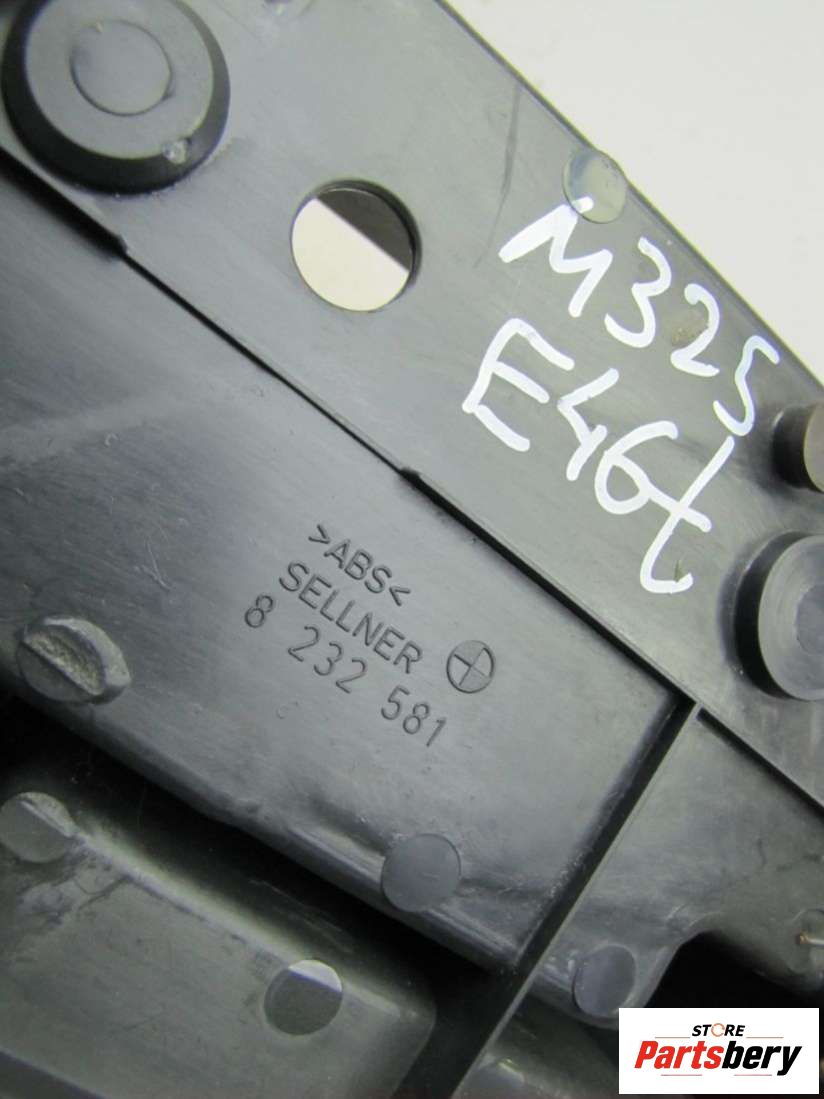 M325
E46t
>ABS<
SELLNER
8 232 581
STORE
Partsbery